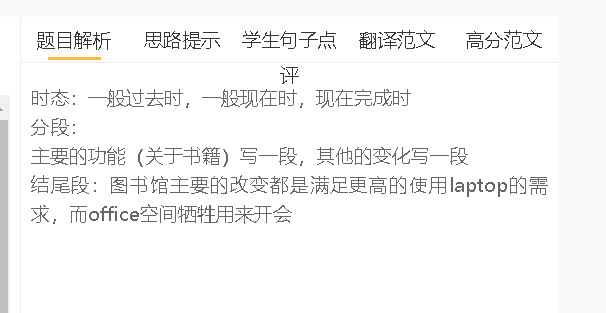 题目解析 思路提示 学生句子点评 翻译范文 高分范文
时态：一般过去时，一般现在时，现在完成时
分段：
主要的功能（关于书籍）写一段，其他的变化写一段
结尾段：图书馆主要的改变都是满足更高的使用laptop的需
求，而office空间牺牲用来开会